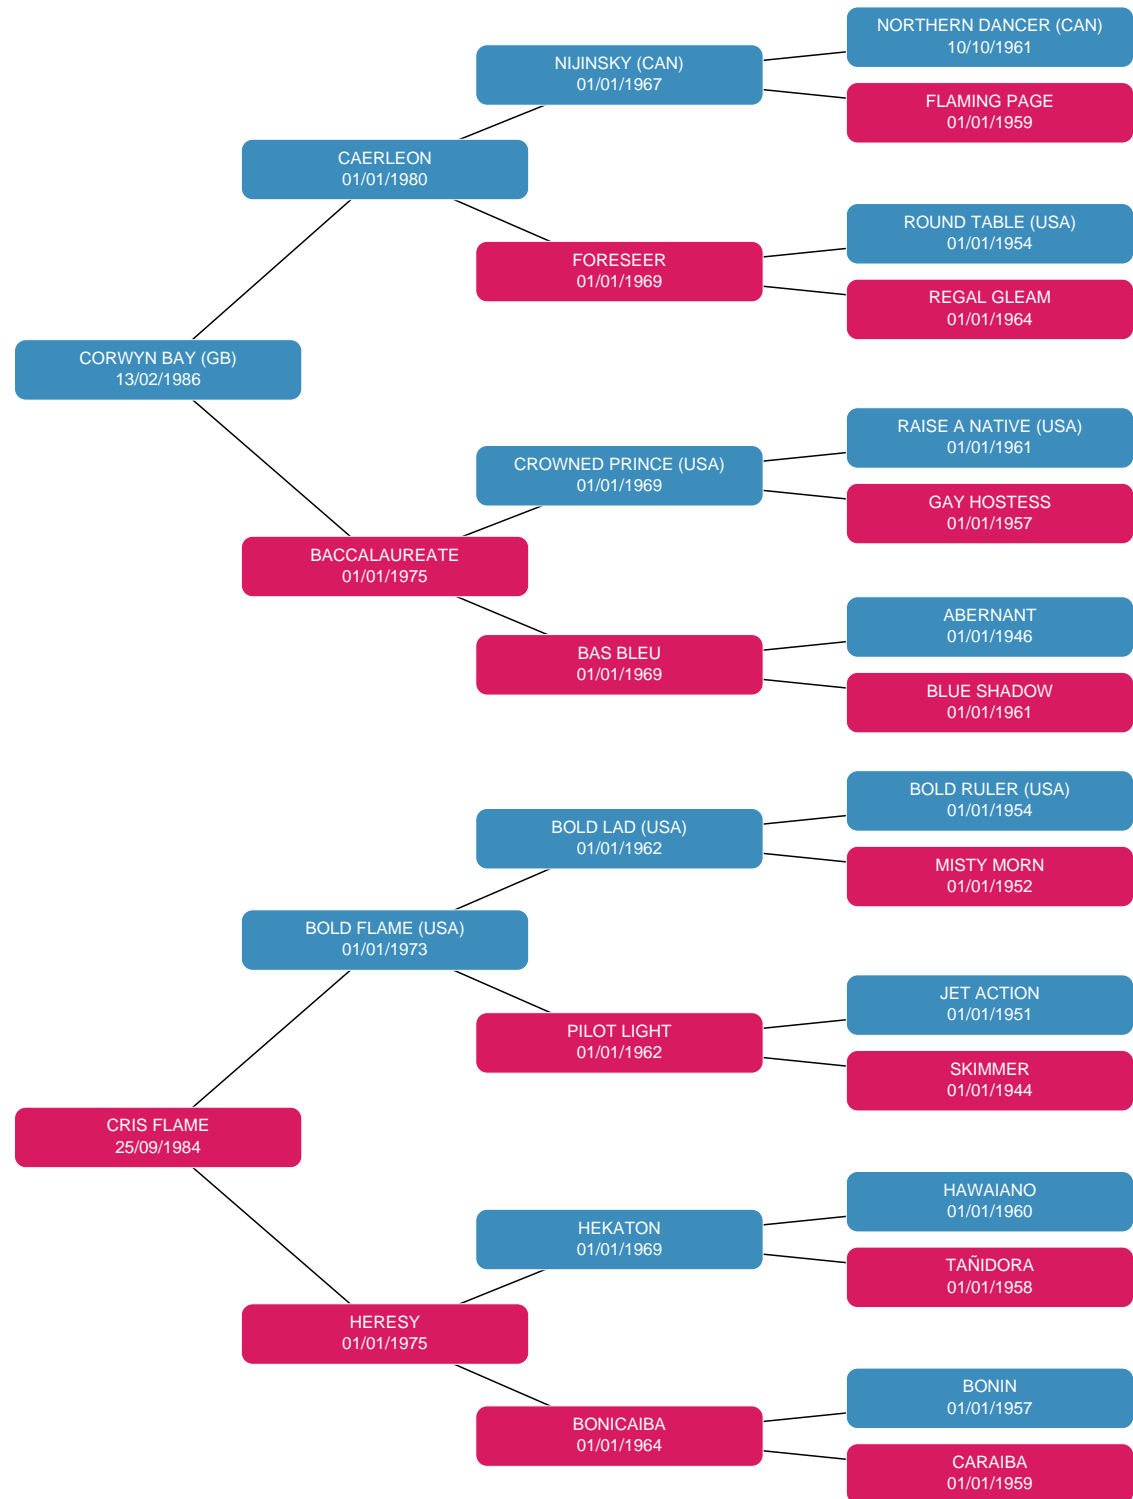 NORTHERN DANCER (CAN)
10/10/1961
NIJINSKY (CAN)
01/01/1967
FLAMING PAGE
01/01/1959
CAERLEON
01/01/1980
ROUND TABLE (USA)
01/01/1954
FORESEER
01/01/1969
REGAL GLEAM
01/01/1964
CORWYN BAY (GB)
13/02/1986
RAISE A NATIVE (USA)
01/01/1961
CROWNED PRINCE (USA)
01/01/1969
GAY HOSTESS
01/01/1957
BACCALAUREATE
01/01/1975
ABERNANT
01/01/1946
BAS BLEU
01/01/1969
BLUE SHADOW
01/01/1961
BOLD RULER (USA)
01/01/1954
BOLD LAD (USA)
01/01/1962
MISTY MORN
01/01/1952
BOLD FLAME (USA)
01/01/1973
JET ACTION
01/01/1951
PILOT LIGHT
01/01/1962
SKIMMER
01/01/1944
CRIS FLAME
25/09/1984
HAWAIANO
01/01/1960
HEKATON
01/01/1969
TAÑIDORA
01/01/1958
HERESY
01/01/1975
BONIN
01/01/1957
BONICAIBA
01/01/1964
CARAIBA
01/01/1959